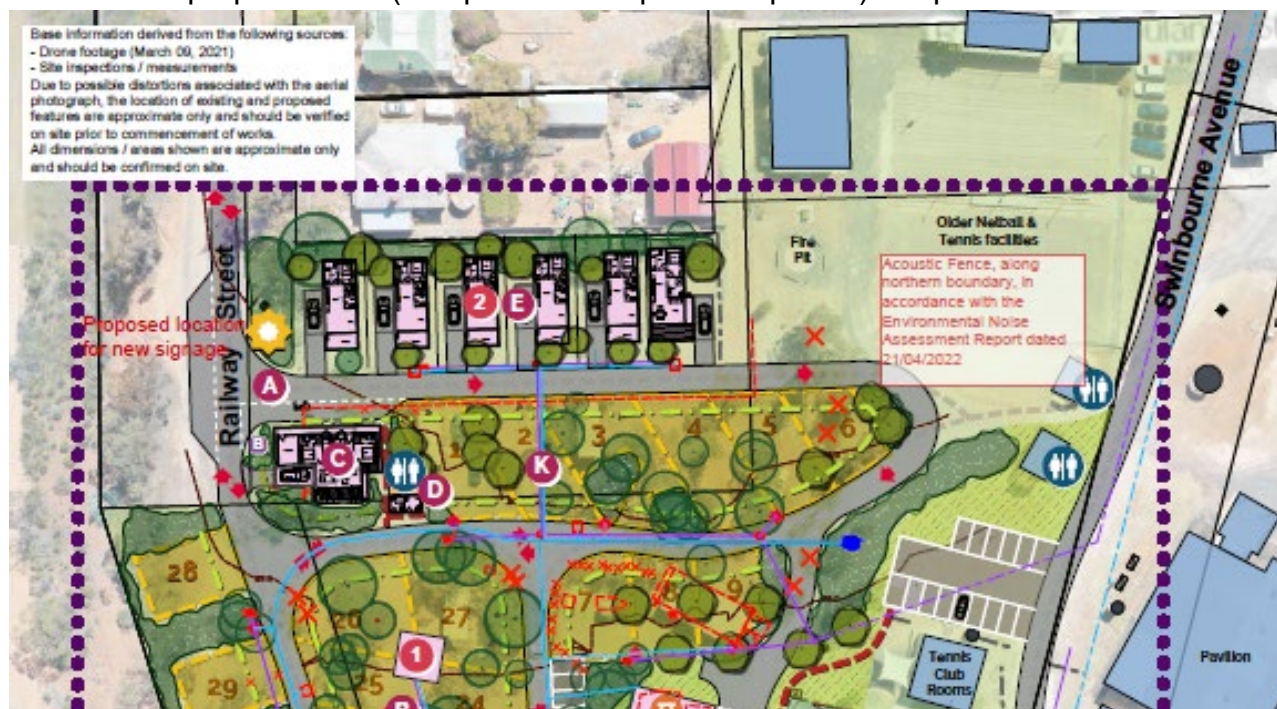 Base information derived from the following sources:
- Drone footage (March 09, 2021)
- Site inspections / measurements
Due to possible distortions associated with the aerial
photograph, the location of existing and proposed
features are approximate only and should be verified
on site prior to commencement of works.
All dimensions / areas shown are approximate only
and should be confirmed on site.
Swinbourne Avenue
Older Netball &
Tennis facilities
Fire
Pit
Acoustic Fence, along
northern boundary, in
accordance with the
Environmental Noise
Assessment Report dated
21/04/2022
Railway Street
Proposed location
for new signage
2
E
A
B
C
D
K
1
2
3
4
5
6
28
26
27
7
8
9
1
29
25
24
Tennis
Club
Rooms
Pavilion